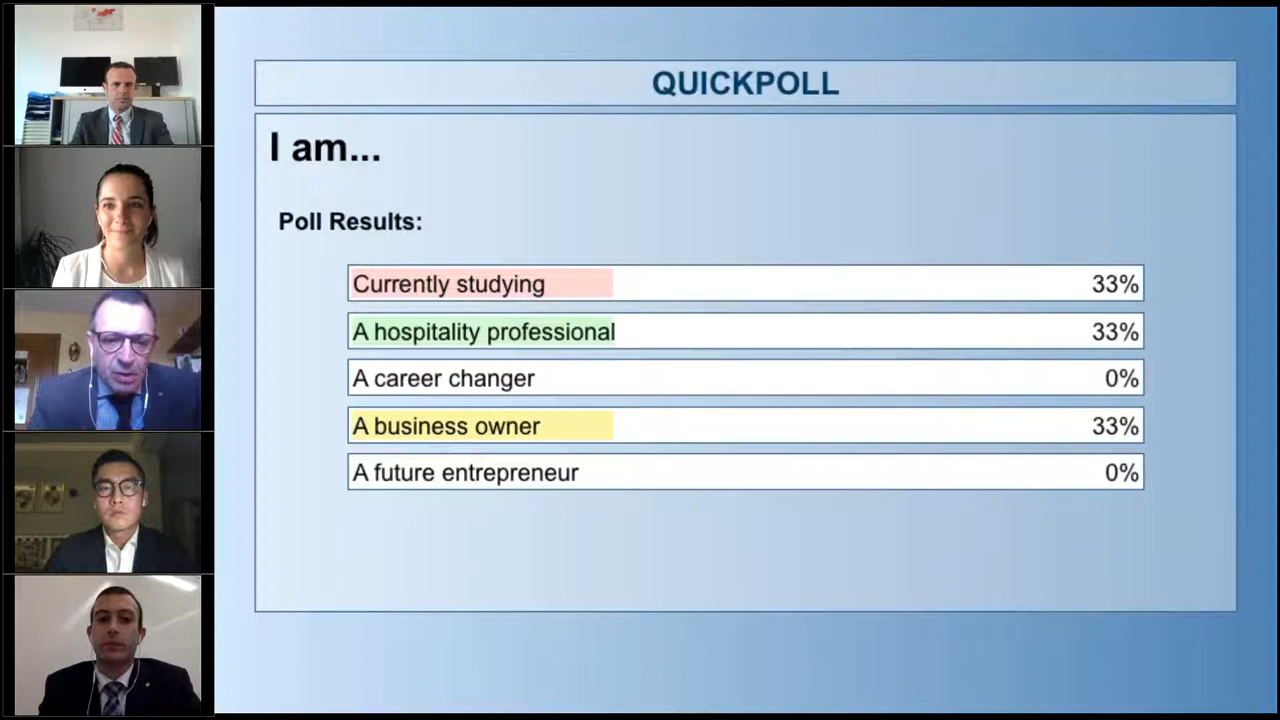 QUICKPOLL
I am...
Poll Results:
Currently studying 33%
A hospitality professional 33%
A career changer 0%
A business owner 33%
A future entrepreneur 0%